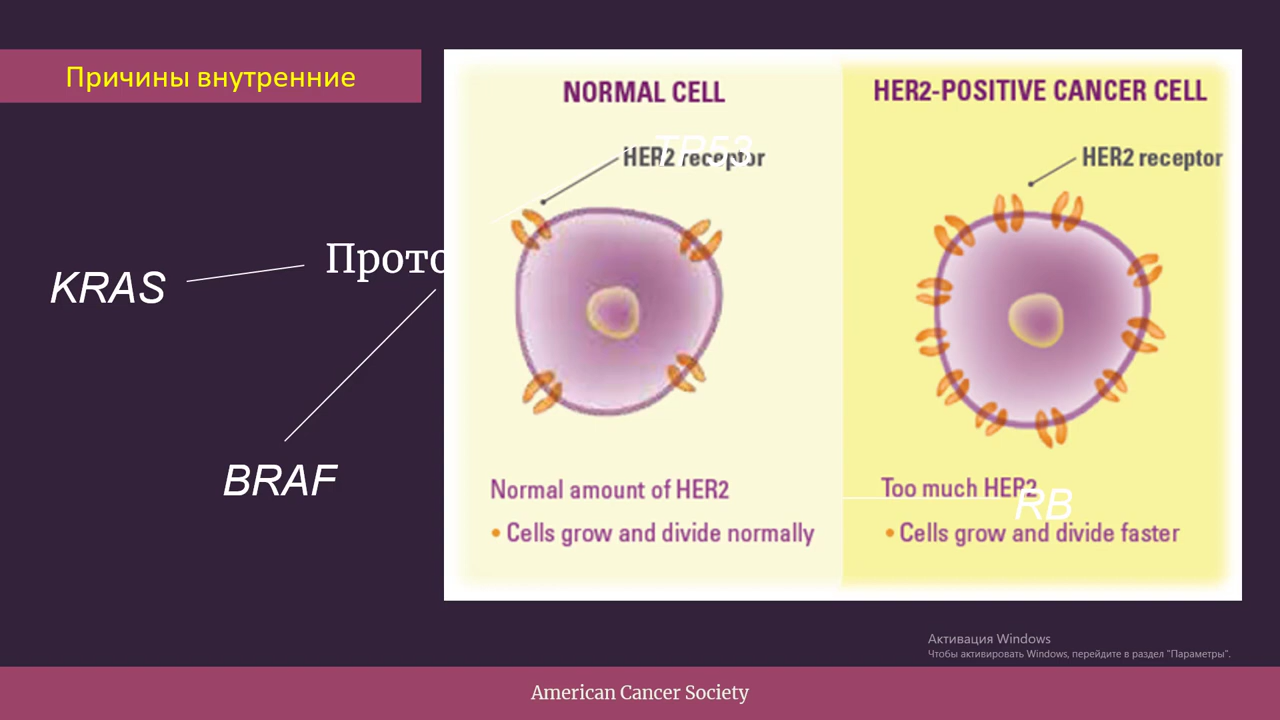 Причины внутренние
NORMAL CELL
HER2-POSITIVE CANCER CELL
TP53
HER2 receptor
HER2 receptor
Прото
KRAS
BRAF
Normal amount of HER2
Too much HER2
RB
• Cells grow and divide normally
• Cells grow and divide faster
Активация Windows
Чтобы активировать Windows, перейдите в раздел "Параметры".
American Cancer Society